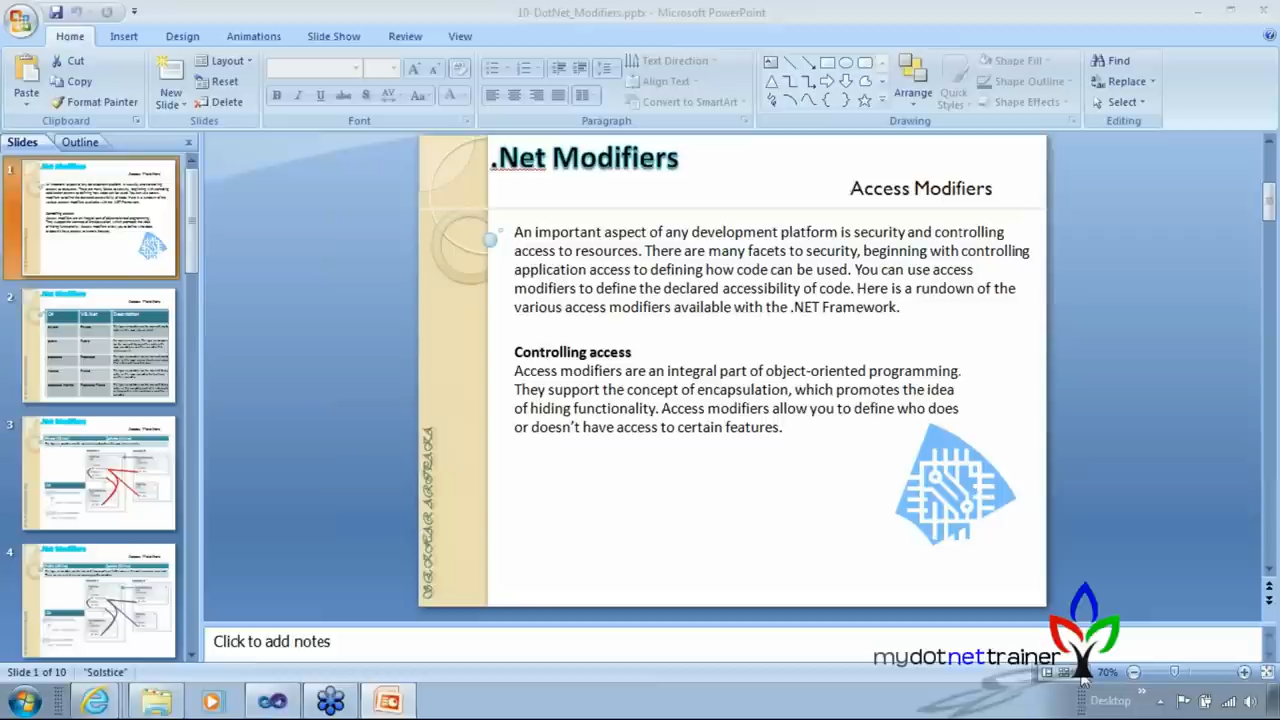 10-DotNet_Modifiers.pptx - Microsoft PowerPoint
Home Insert Design Animations Slide Show Review View
Paste
Cut
Copy
Format Painter
Clipboard
New Slide
Layout
Reset
Delete
Slides
B I U abc S AV Aa A
Font
Text Direction
Align Text
Convert to SmartArt
Paragraph
Arrange
Quick Styles
Shape Fill
Shape Outline
Shape Effects
Drawing
Find
Replace
Select
Editing
Slides Outline
1
2
3
4
.Net Modifiers
Access Modifiers
An important aspect of any development platform is security and controlling
access to resources. There are many facets to security, beginning with controlling
application access to defining how code can be used. You can use access
modifiers to define the declared accessibility of code. Here is a rundown of the
various access modifiers available with the .NET Framework.
Controlling access
Access modifiers are an integral part of object-oriented programming.
They support the concept of encapsulation, which promotes the idea
of hiding functionality. Access modifiers allow you to define who does
or doesn't have access to certain features.
Click to add notes
mydotnettrainer
Slide 1 of 10 "Solstice" 70%
Desktop